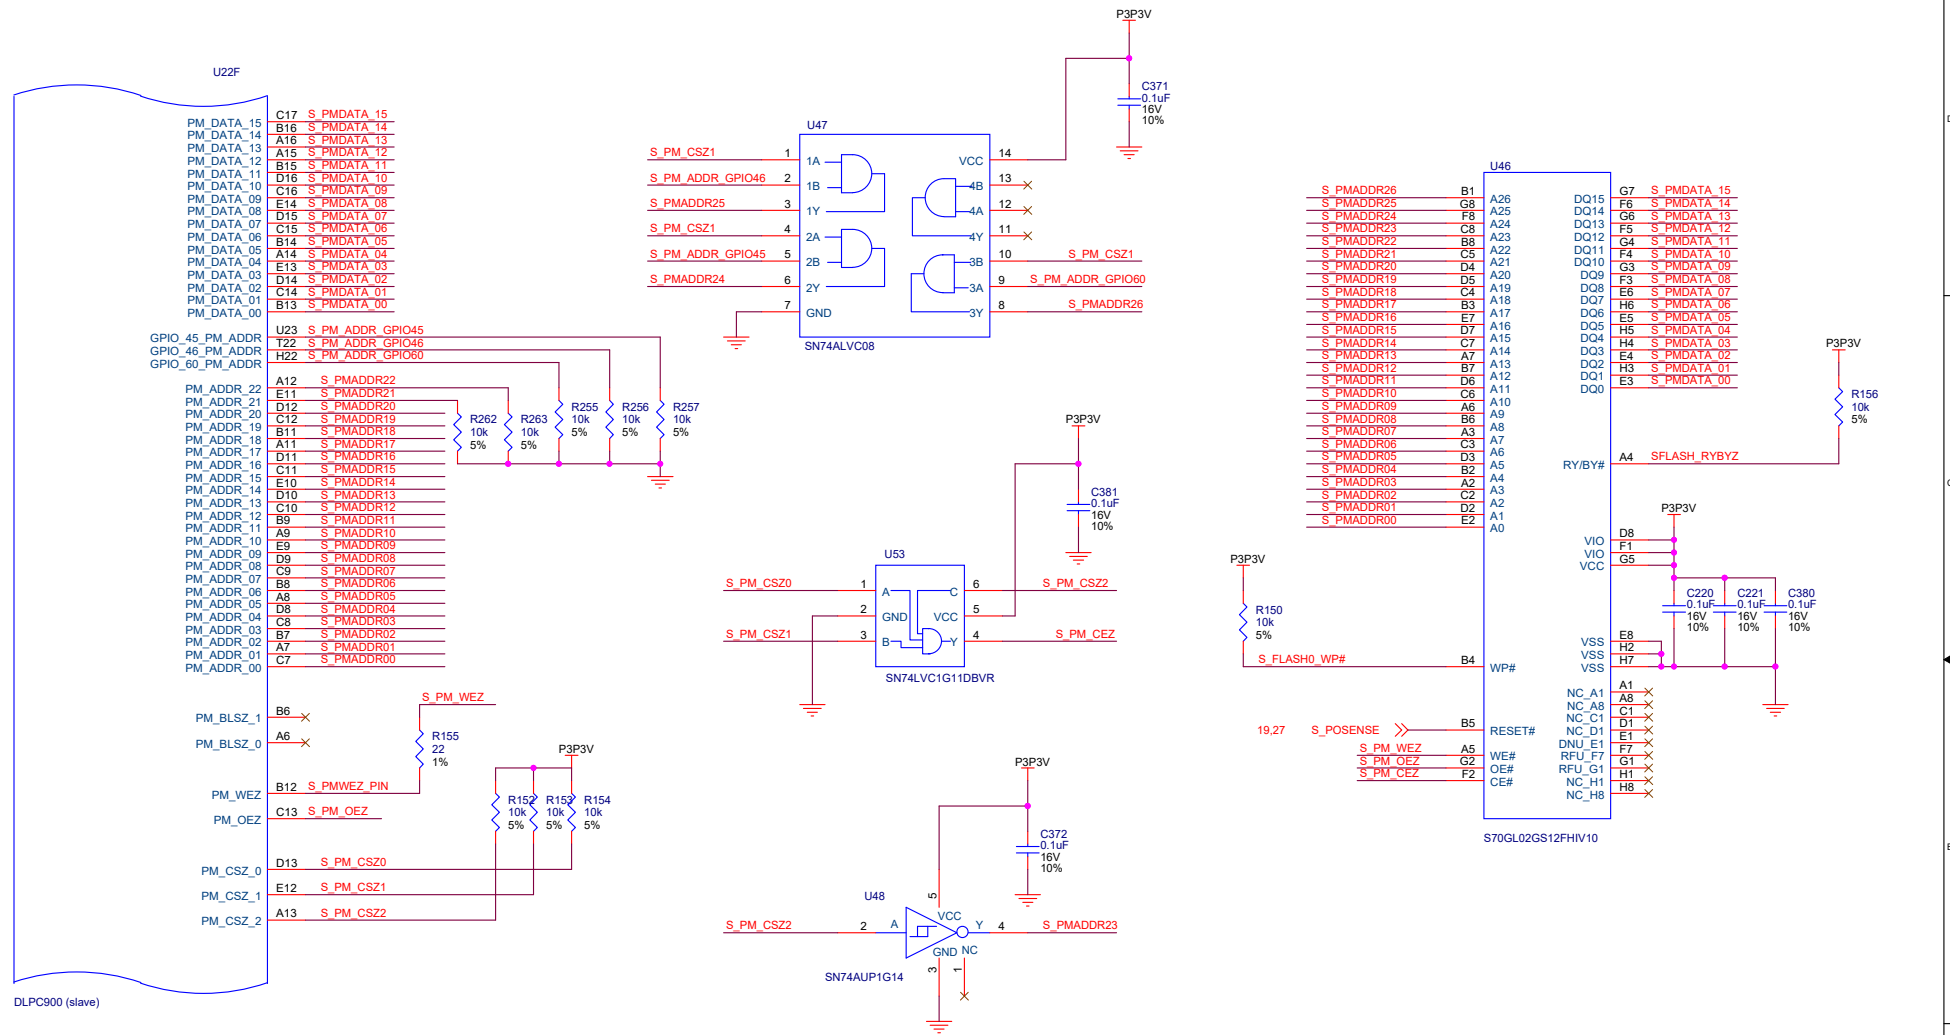 U22F
PM_DATA_15 C17 S_PMDATA_15
PM_DATA_14 B16 S_PMDATA_14
PM_DATA_13 A16 S_PMDATA_13
PM_DATA_12 A15 S_PMDATA_12
PM_DATA_11 B15 S_PMDATA_11
PM_DATA_10 D16 S_PMDATA_10
PM_DATA_09 C16 S_PMDATA_09
PM_DATA_08 E14 S_PMDATA_08
PM_DATA_07 D15 S_PMDATA_07
PM_DATA_06 C15 S_PMDATA_06
PM_DATA_05 B14 S_PMDATA_05
PM_DATA_04 A14 S_PMDATA_04
PM_DATA_03 E13 S_PMDATA_03
PM_DATA_02 D14 S_PMDATA_02
PM_DATA_01 C14 S_PMDATA_01
PM_DATA_00 B13 S_PMDATA_00
GPIO_45_PM_ADDR U23 S_PM_ADDR_GPIO45
GPIO_46_PM_ADDR T22 S_PM_ADDR_GPIO46
GPIO_60_PM_ADDR H22 S_PM_ADDR_GPIO60
PM_ADDR_22 A12 S_PMADDR22
PM_ADDR_21 E11 S_PMADDR21
PM_ADDR_20 D12 S_PMADDR20
PM_ADDR_19 C12 S_PMADDR19
PM_ADDR_18 B11 S_PMADDR18
PM_ADDR_17 A11 S_PMADDR17
PM_ADDR_16 D11 S_PMADDR16
PM_ADDR_15 C11 S_PMADDR15
PM_ADDR_14 E10 S_PMADDR14
PM_ADDR_13 D10 S_PMADDR13
PM_ADDR_12 C10 S_PMADDR12
PM_ADDR_11 B9 S_PMADDR11
PM_ADDR_10 A9 S_PMADDR10
PM_ADDR_09 E9 S_PMADDR09
PM_ADDR_08 D9 S_PMADDR08
PM_ADDR_07 C9 S_PMADDR07
PM_ADDR_06 B8 S_PMADDR06
PM_ADDR_05 A8 S_PMADDR05
PM_ADDR_04 D8 S_PMADDR04
PM_ADDR_03 C8 S_PMADDR03
PM_ADDR_02 B7 S_PMADDR02
PM_ADDR_01 A7 S_PMADDR01
PM_ADDR_00 C7 S_PMADDR00
R262 R263 R255 R256 R257
10k 10k 10k 10k 10k
5% 5% 5% 5% 5%
PM_BLSZ_1 B6
PM_BLSZ_0 A6
S_PM_WEZ
R155
22
1%
PM_WEZ B12 S_PMWEZ_PIN
PM_OEZ C13 S_PM_OEZ
P3P3V
R152 R153 R154
10k 10k 10k
5% 5% 5%
PM_CSZ_0 D13 S_PM_CSZ0
PM_CSZ_1 E12 S_PM_CSZ1
PM_CSZ_2 A13 S_PM_CSZ2
DLPC900 (slave)
P3P3V
C371
0.1uF
16V
10%
U47
S_PM_CSZ1 1 1A VCC 14
S_PM_ADDR_GPIO46 2 1B 4B 13
S_PMADDR25 3 1Y 4A 12
S_PM_CSZ1 4 2A 4Y 11
S_PM_ADDR_GPIO45 5 2B 3B 10 S_PM_CSZ1
S_PMADDR24 6 2Y 3A 9 S_PM_ADDR_GPIO60
7 GND 3Y 8 S_PMADDR26
SN74ALVC08
P3P3V
C381
0.1uF
16V
10%
U53
S_PM_CSZ0 1 A C 6 S_PM_CSZ2
2 GND VCC 5
S_PM_CSZ1 3 B Y 4 S_PM_CEZ
SN74LVC1G11DBVR
P3P3V
C372
0.1uF
16V
10%
U48
5 VCC
S_PM_CSZ2 2 A Y 4 S_PMADDR23
GND NC
3 1
SN74AUP1G14
U46
S_PMADDR26 B1 A26
S_PMADDR25 G8 A25
S_PMADDR24 F8 A24
S_PMADDR23 C8 A23
S_PMADDR22 B8 A22
S_PMADDR21 C5 A21
S_PMADDR20 D4 A20
S_PMADDR19 D5 A19
S_PMADDR18 C4 A18
S_PMADDR17 B3 A17
S_PMADDR16 E7 A16
S_PMADDR15 D7 A15
S_PMADDR14 C7 A14
S_PMADDR13 A7 A13
S_PMADDR12 B7 A12
S_PMADDR11 D6 A11
S_PMADDR10 C6 A10
S_PMADDR09 A6 A9
S_PMADDR08 B6 A8
S_PMADDR07 A3 A7
S_PMADDR06 C3 A6
S_PMADDR05 D3 A5
S_PMADDR04 B2 A4
S_PMADDR03 A2 A3
S_PMADDR02 C2 A2
S_PMADDR01 D2 A1
S_PMADDR00 E2 A0
DQ15 G7 S_PMDATA_15
DQ14 F6 S_PMDATA_14
DQ13 G6 S_PMDATA_13
DQ12 F5 S_PMDATA_12
DQ11 G4 S_PMDATA_11
DQ10 F4 S_PMDATA_10
DQ9 G3 S_PMDATA_09
DQ8 F3 S_PMDATA_08
DQ7 E6 S_PMDATA_07
DQ6 H6 S_PMDATA_06
DQ5 E5 S_PMDATA_05
DQ4 H5 S_PMDATA_04
DQ3 H4 S_PMDATA_03
DQ2 E4 S_PMDATA_02
DQ1 H3 S_PMDATA_01
DQ0 E3 S_PMDATA_00
P3P3V
R156
10k
5%
RY/BY# A4 SFLASH_RYBYZ
P3P3V
VIO D8
VIO F1
VCC G5
C220 C221 C380
0.1uF 0.1uF 0.1uF
16V 16V 16V
10% 10% 10%
VSS E8
VSS H2
VSS H7
P3P3V
R150
10k
5%
S_FLASH0_WP# B4 WP#
19,27 S_POSENSE B5 RESET#
S_PM_WEZ A5 WE#
S_PM_OEZ G2 OE#
S_PM_CEZ F2 CE#
NC_A1 A1
NC_A8 A8
NC_C1 C1
NC_D1 D1
DNU_E1 E1
RFU_F7 F7
RFU_G1 G1
NC_H1 H1
NC_H8 H8
S70GL02GS12FHIV10